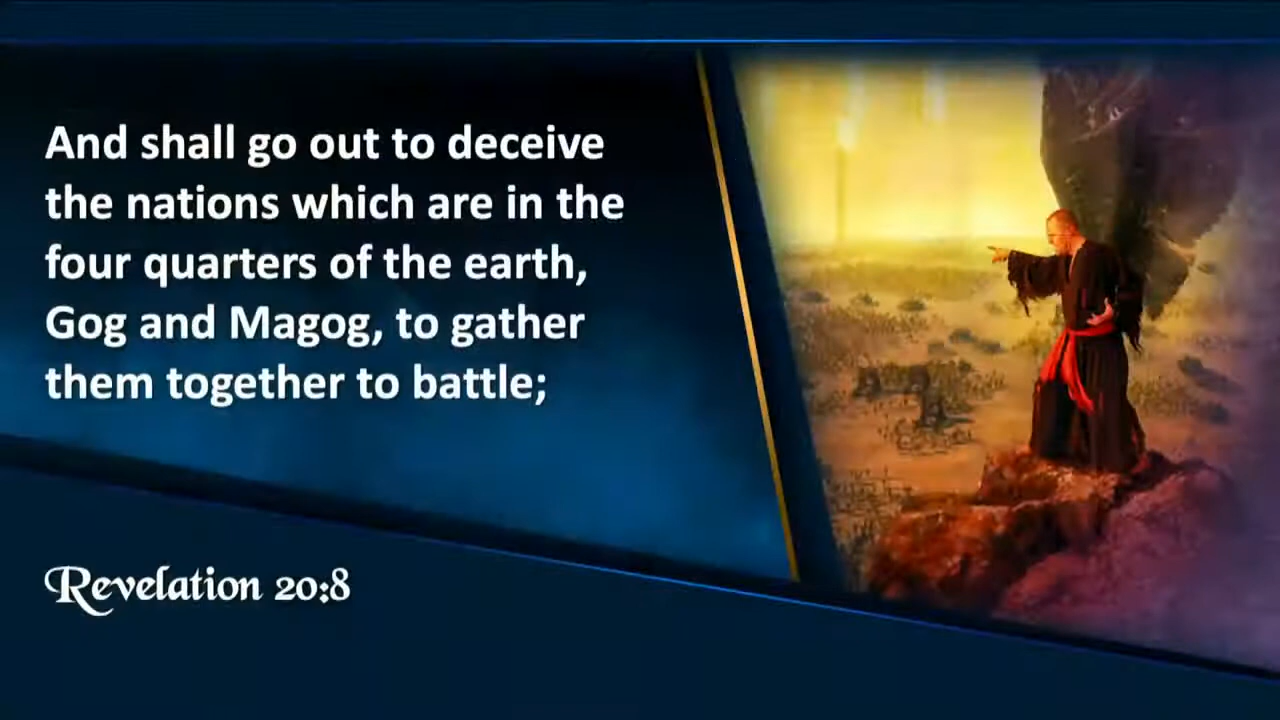 And shall go out to deceive
the nations which are in the
four quarters of the earth,
Gog and Magog, to gather
them together to battle;
Revelation 20:8